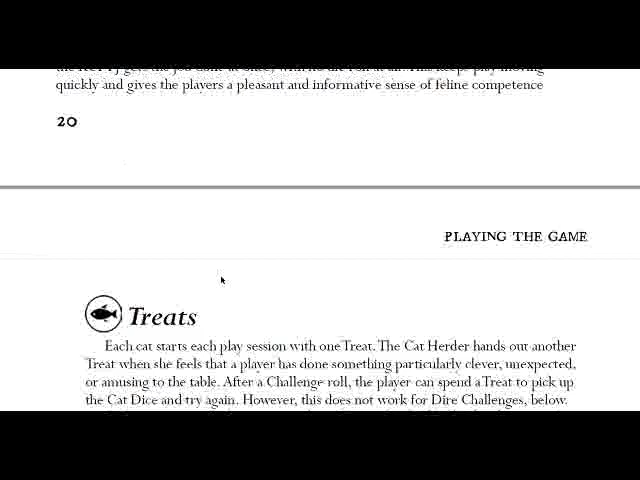 quickly and gives the players a pleasant and informative sense of feline competence
20
PLAYING THE GAME
Treats
Each cat starts each play session with one Treat. The Cat Herder hands out another
Treat when she feels that a player has done something particularly clever, unexpected,
or amusing to the table. After a Challenge roll, the player can spend a Treat to pick up
the Cat Dice and try again. However, this does not work for Dire Challenges, below.